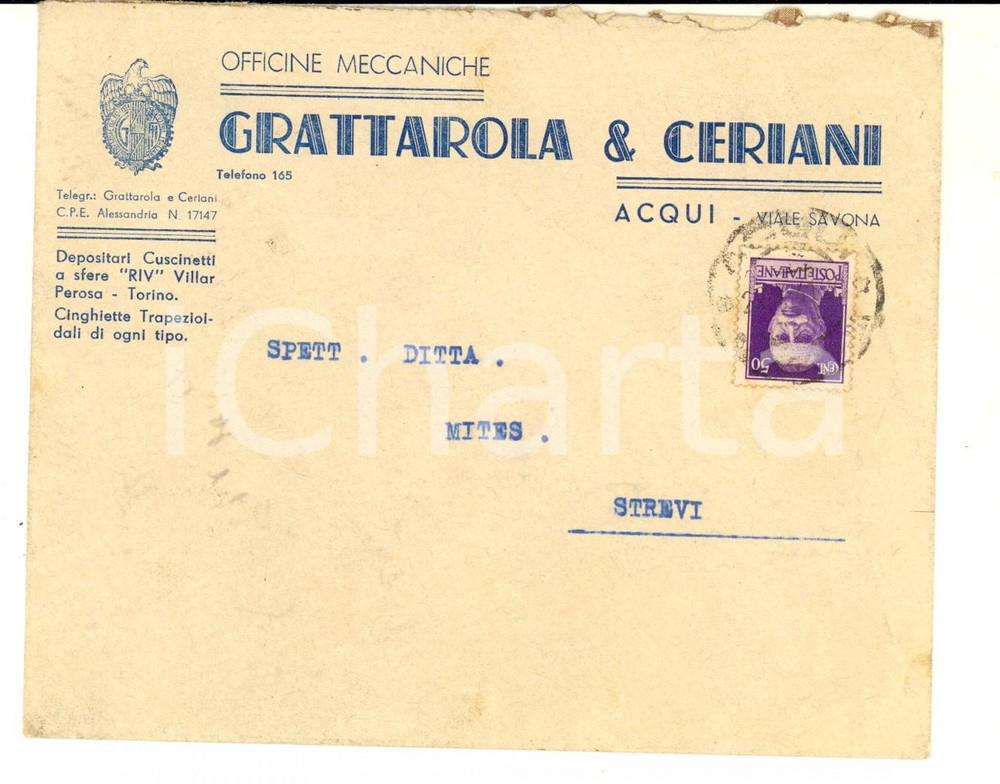 OFFICINE MECCANICHE
GRATTAROLA & CERIANI
Telefono 165
ACQUI - VIALE SAVONA
Telegr.: Grattarola e Ceriani
C.P.E. Alessandria N. 17147
Depositari Cuscinetti
a sfere "RIV" Villar
Perosa - Torino.
Cinghiette Trapezioi-
dali di ogni tipo.
POSTE ITALIANE
CENT. 50
SPETT. DITTA.
MITES.
STREVI
iCharta